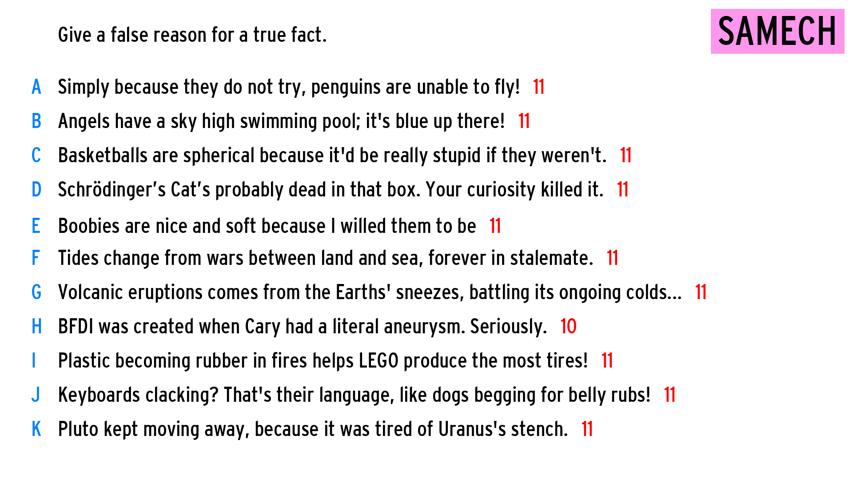 Give a false reason for a true fact.
SAMECH
A Simply because they do not try, penguins are unable to fly! 11
B Angels have a sky high swimming pool; it's blue up there! 11
C Basketballs are spherical because it'd be really stupid if they weren't. 11
D Schrödinger’s Cat’s probably dead in that box. Your curiosity killed it. 11
E Boobies are nice and soft because I willed them to be 11
F Tides change from wars between land and sea, forever in stalemate. 11
G Volcanic eruptions comes from the Earths' sneezes, battling its ongoing colds... 11
H BFDI was created when Cary had a literal aneurysm. Seriously. 10
I Plastic becoming rubber in fires helps LEGO produce the most tires! 11
J Keyboards clacking? That's their language, like dogs begging for belly rubs! 11
K Pluto kept moving away, because it was tired of Uranus's stench. 11